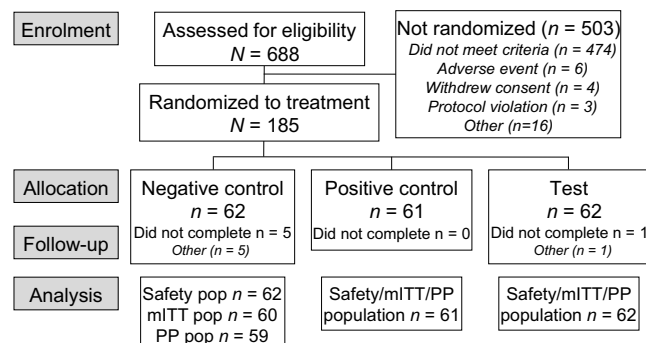 Enrolment
Assessed for eligibility
N = 688
Not randomized (n = 503)
Did not meet criteria (n = 474)
Adverse event (n = 6)
Withdrew consent (n = 4)
Protocol violation (n = 3)
Other (n=16)
Randomized to treatment
N = 185
Allocation
Negative control
n = 62
Did not complete n = 5
Other (n = 5)
Positive control
n = 61
Did not complete n = 0
Test
n = 62
Did not complete n = 1
Other (n = 1)
Follow-up
Analysis
Safety pop n = 62
mITT pop n = 60
PP pop n = 59
Safety/mITT/PP
population n = 61
Safety/mITT/PP
population n = 62